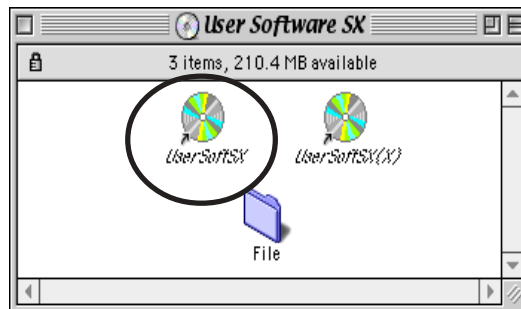 User Software SX
3 items, 210.4 MB available
UserSoftSX
UserSoftSX(X)
File